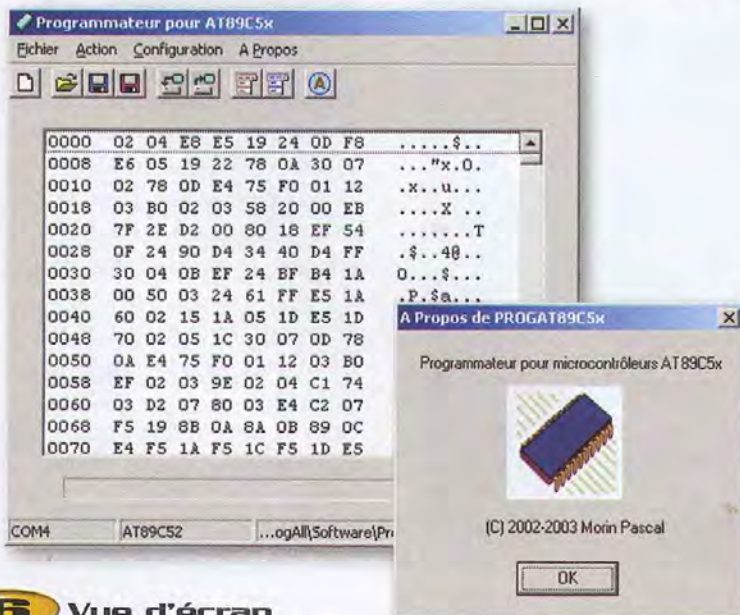 Programmateur pour AT89C5x
Fichier Action Configuration A Propos
0000 02 04 E8 E5 19 24 0D F8 .....$..
0008 E6 05 19 22 78 0A 30 07 ..."x.0.
0010 02 78 0D E4 75 F0 01 12 .x..u...
0018 03 B0 02 03 58 20 00 EB ....X ..
0020 7F 2E D2 00 80 18 EF 54 .......T
0028 0F 24 90 D4 34 40 D4 FF .$..4@..
0030 30 04 0B EF 24 BF B4 1A 0...$...
0038 00 50 03 24 61 FF E5 1A .P.$a...
0040 60 02 15 1A 05 1D E5 1D
0048 70 02 05 1C 30 07 0D 78
0050 0A E4 75 F0 01 12 03 B0
0058 EF 02 03 9E 02 04 C1 74
0060 03 D2 07 80 03 E4 C2 07
0068 F5 19 8B 0A 8A 0B 89 0C
0070 E4 F5 1A F5 1C F5 1D E5
COM4 AT89C52 ...ogAll\Software\Pr
A Propos de PROGAT89C5x
Programmateur pour microcontrôleurs AT89C5x
(C) 2002-2003 Morin Pascal
OK
6 Vue d'écran